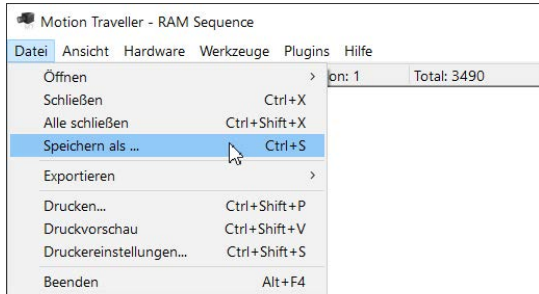 Motion Traveller - RAM Sequence
Datei Ansicht Hardware Werkzeuge Plugins Hilfe
Öffnen > on: 1 Total: 3490
Schließen Ctrl+X
Alle schließen Ctrl+Shift+X
Speichern als ... Ctrl+S
Exportieren >
Drucken... Ctrl+Shift+P
Druckvorschau Ctrl+Shift+V
Druckereinstellungen... Ctrl+Shift+S
Beenden Alt+F4